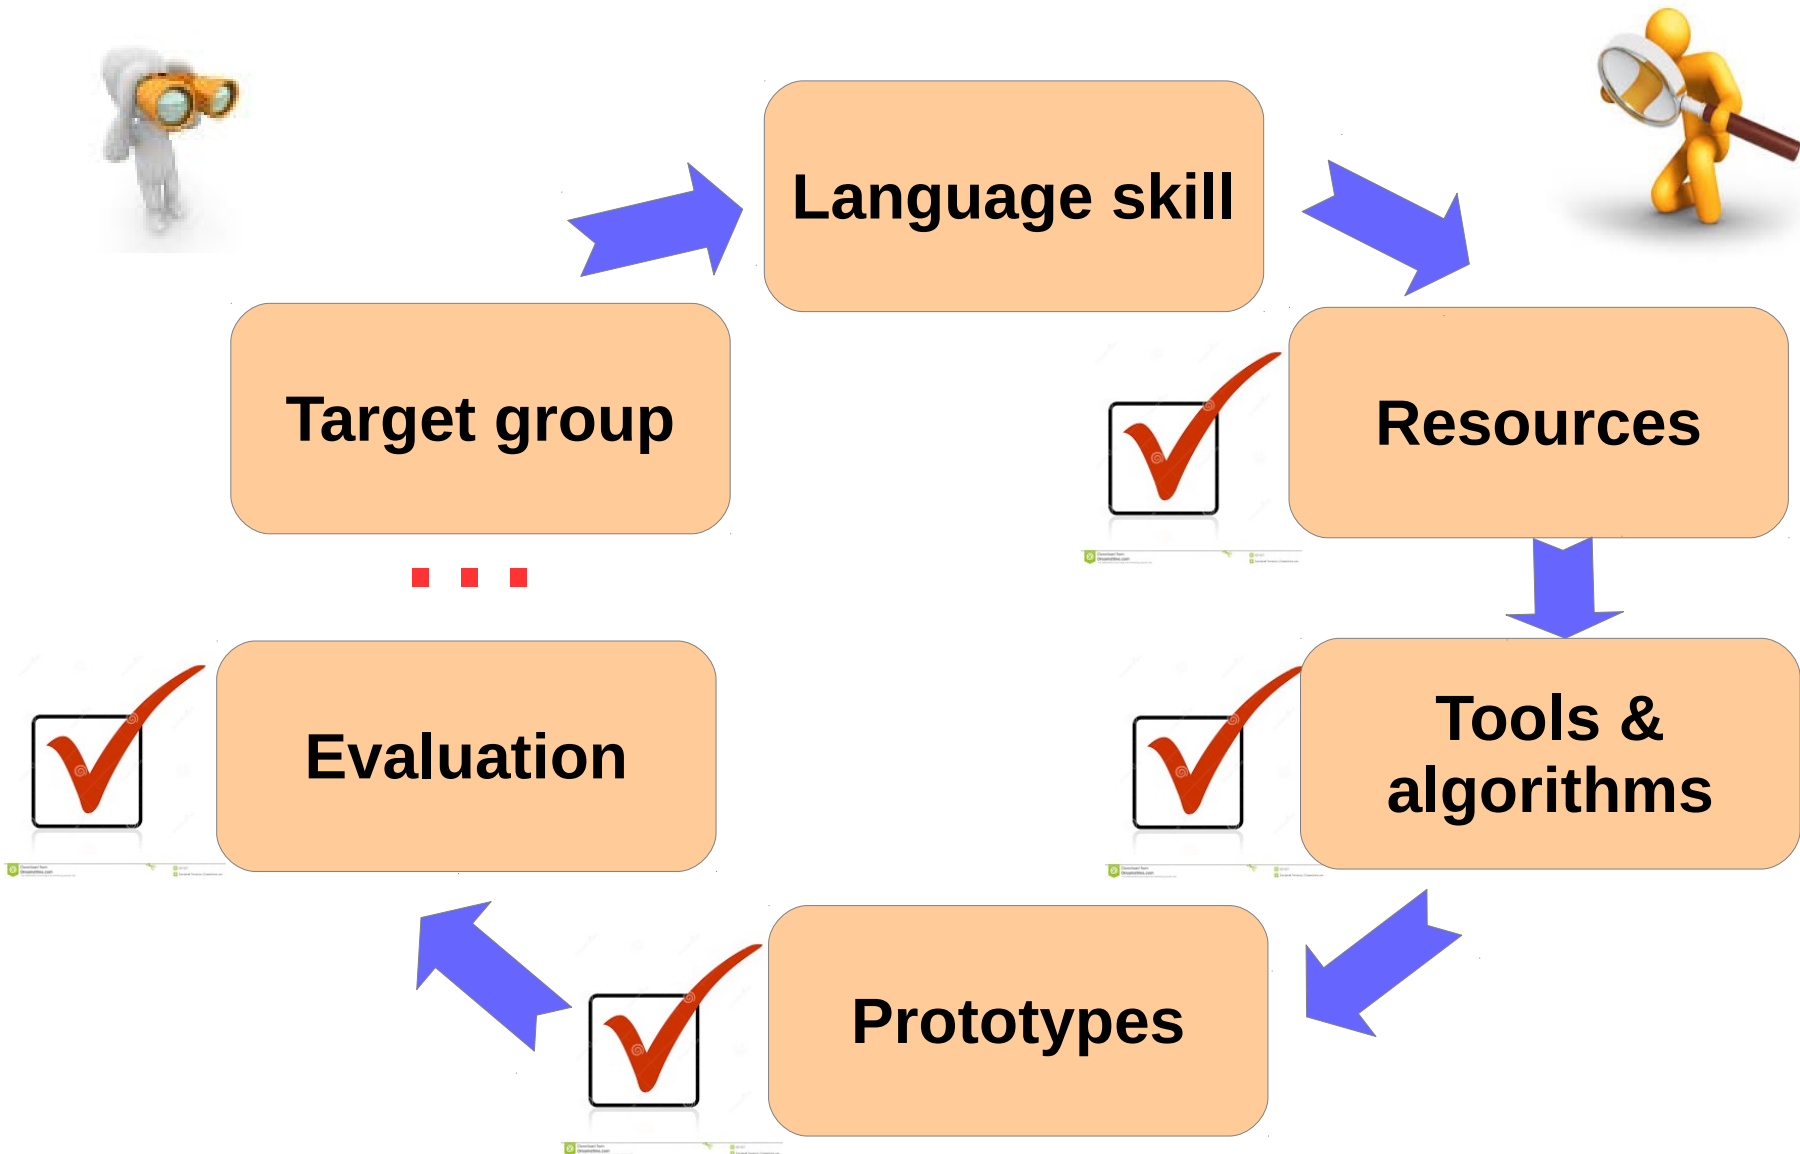 Language skill
Target group
Resources
Evaluation
Tools &
algorithms
Prototypes